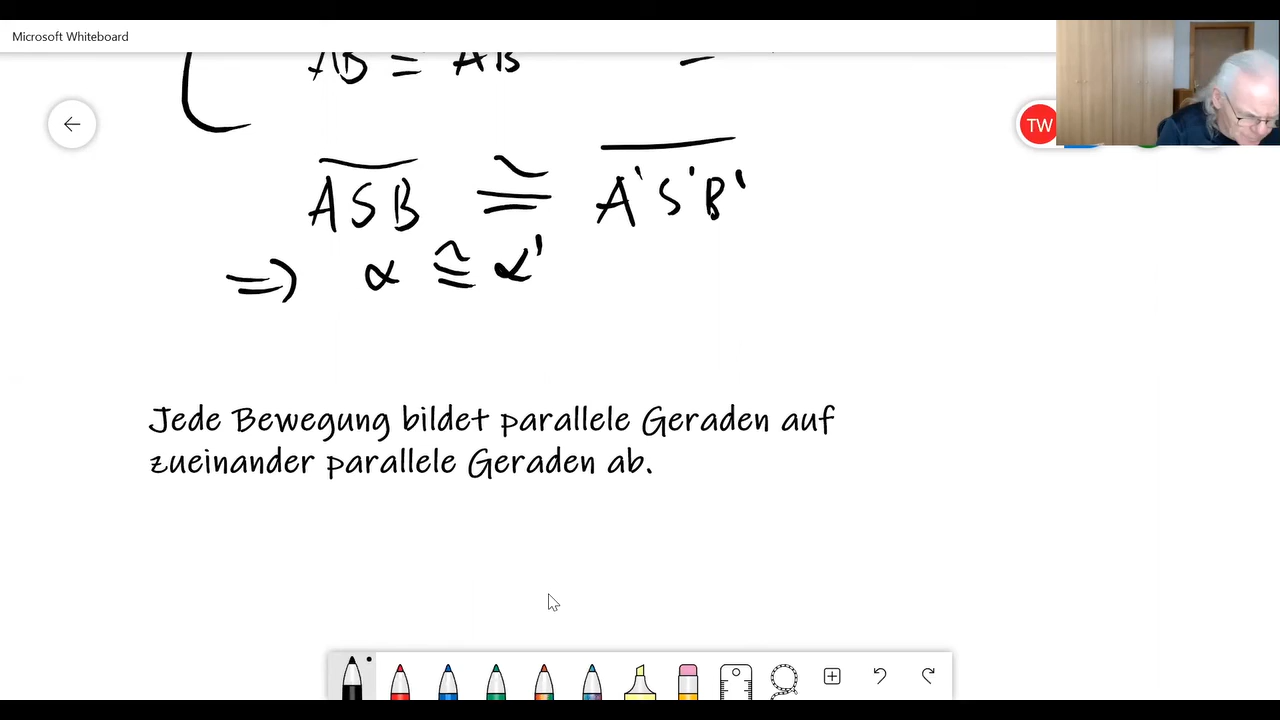 Microsoft Whiteboard
AB ≅ A'B'
TW
ASB ≅ A'S'B'
⇒ α ≅ α'
Jede Bewegung bildet parallele Geraden auf
zueinander parallele Geraden ab.